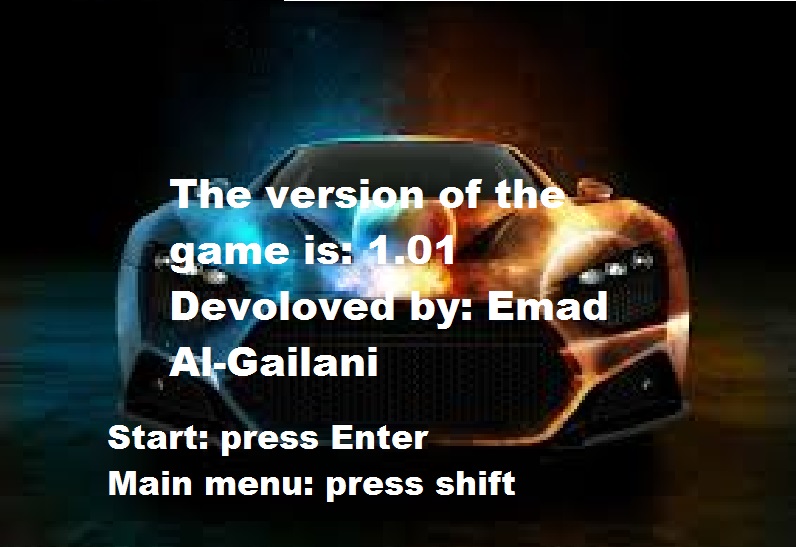 The version of the
game is: 1.01
Devoloved by: Emad
Al-Gailani
Start: press Enter
Main menu: press shift